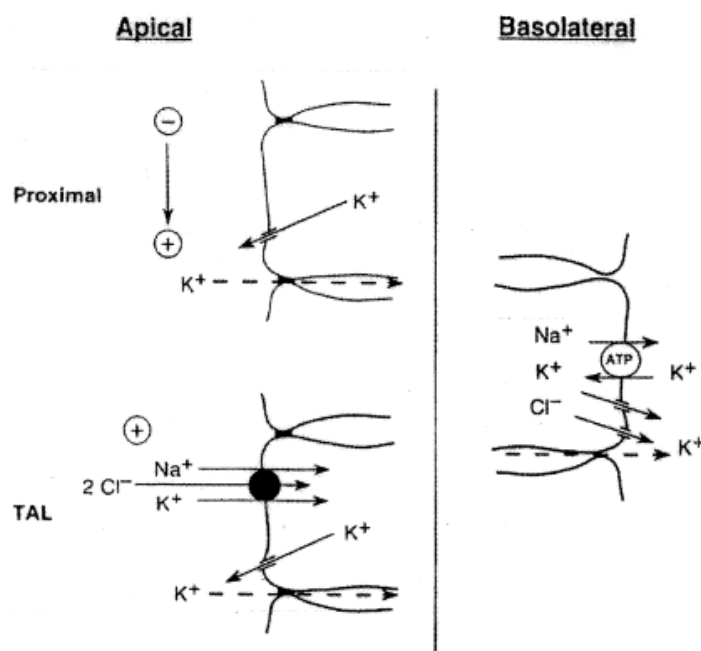 Apical
Basolateral
−
Proximal
K⁺
+
K⁺
Na⁺
ATP
K⁺ K⁺
Cl⁻
K⁺
+
Na⁺
2 Cl⁻
K⁺
TAL
K⁺
K⁺